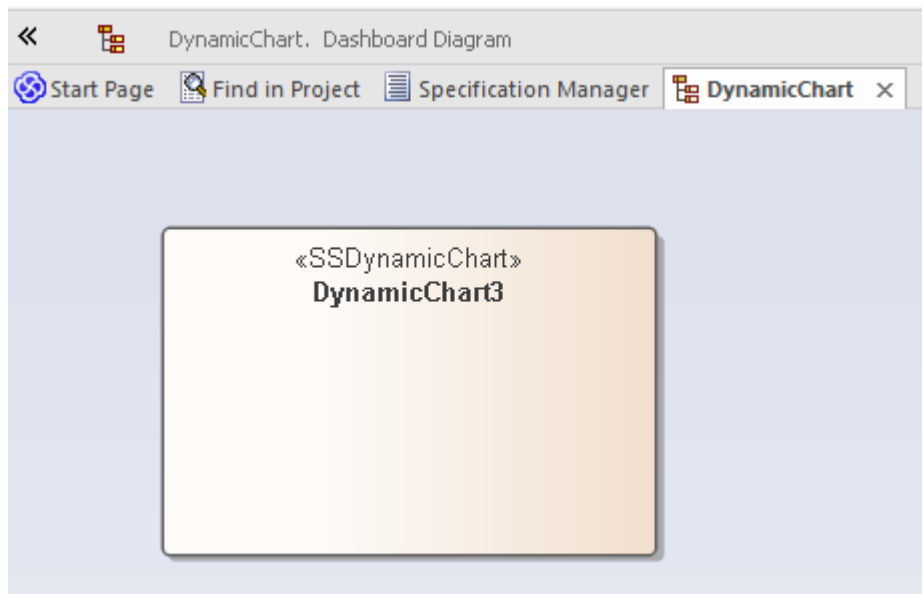 « DynamicChart. Dashboard Diagram
Start Page Find in Project Specification Manager DynamicChart ×
«SSDynamicChart»
DynamicChart3